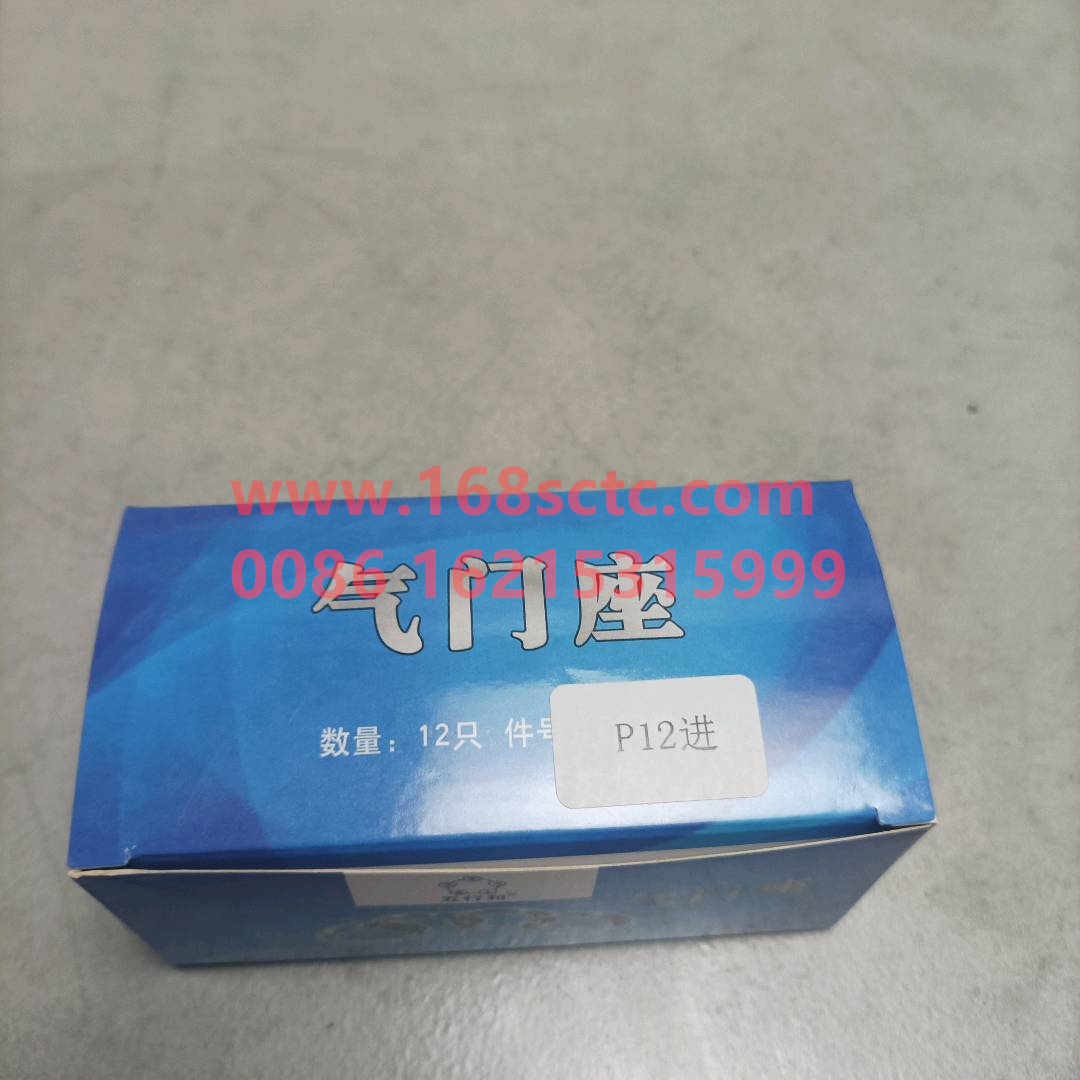 www.168sctc.com
0086 16215315999
气门座
数量：12只 件号
P12进